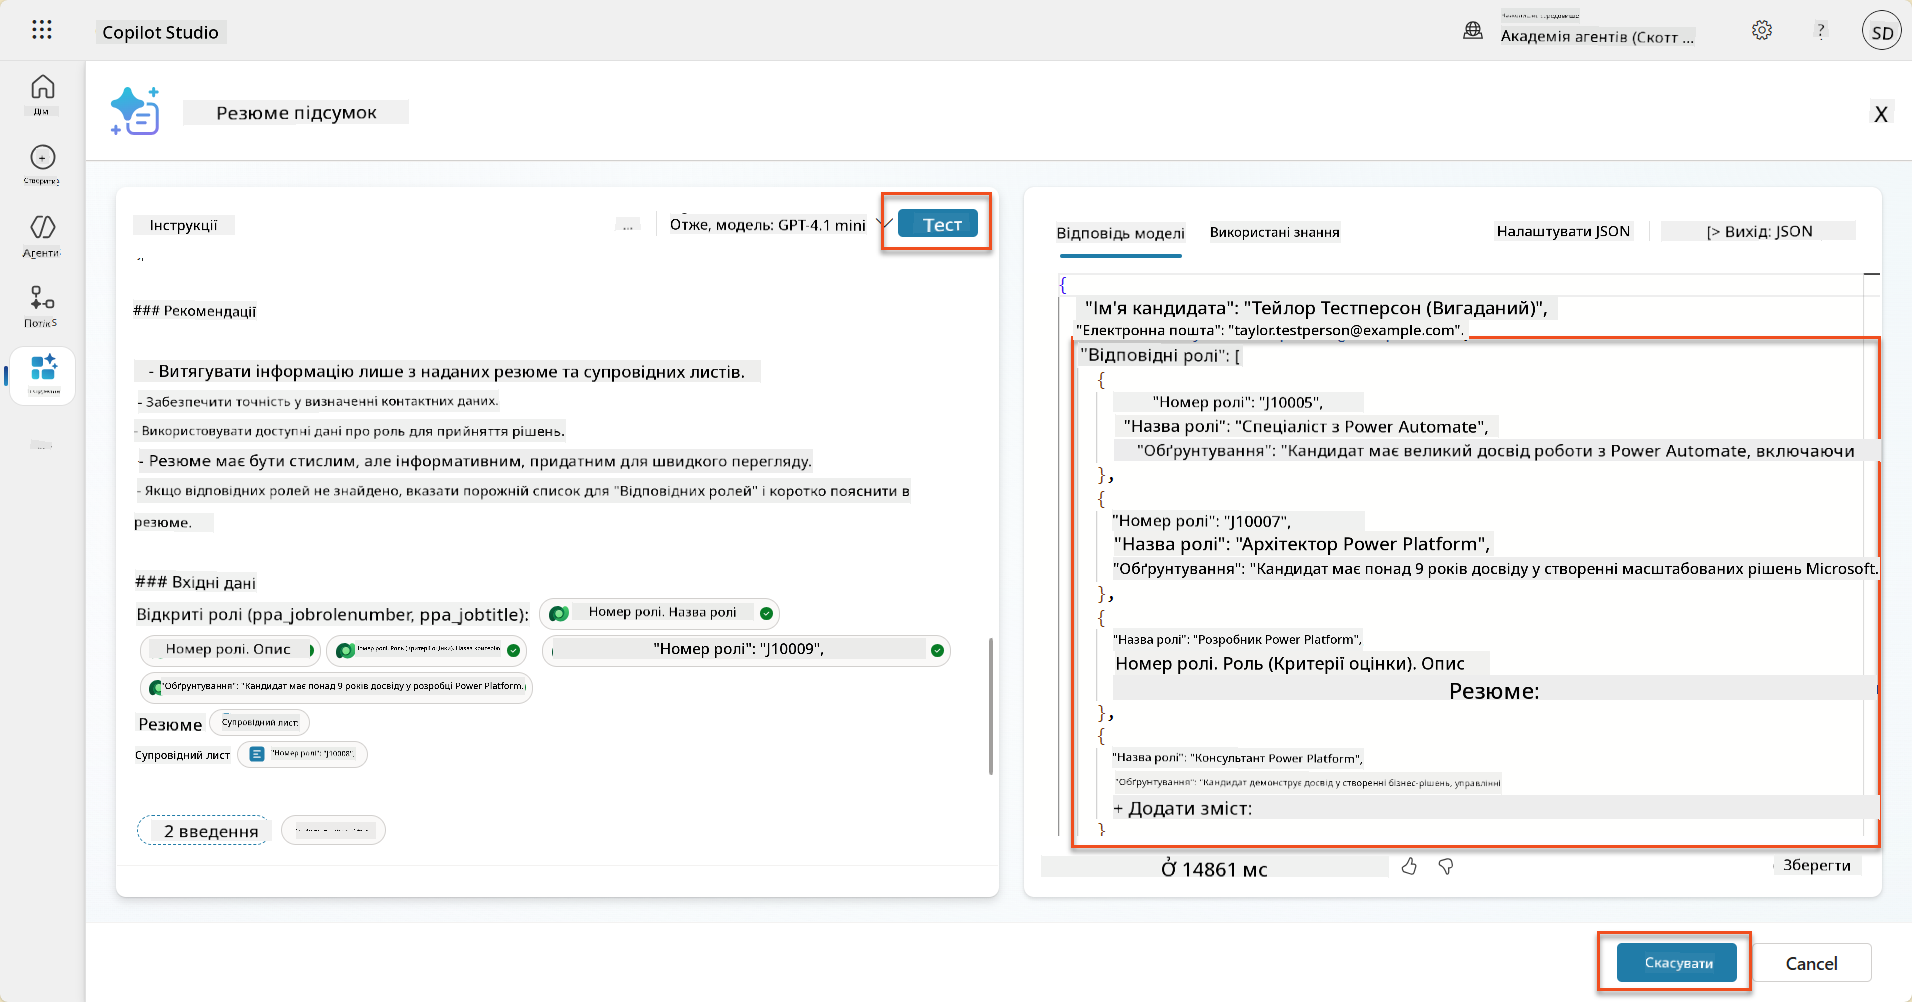 Copilot Studio
Академія агентів (Скотт ...
?
SD
Дім
Створити
Агенти
Потік S
Резюме підсумок
X
Інструкції
...
Отже, модель: GPT-4.1 mini
Тест
### Рекомендації
- Витягувати інформацію лише з наданих резюме та супровідних листів.
- Забезпечити точність у визначенні контактних даних.
- Використовувати доступні дані про роль для прийняття рішень.
- Резюме має бути стислим, але інформативним, придатним для швидкого перегляду.
- Якщо відповідних ролей не знайдено, вказати порожній список для "Відповідних ролей" і коротко пояснити в
резюме.
### Вхідні дані
Відкриті ролі (ppa_jobrolenumber, ppa_jobtitle):
Номер ролі. Назва ролі
Номер ролі. Опис
Номер ролі. Роль (Критерії оцінки). Назва критерію
"Номер ролі": "J10009",
"Обґрунтування": "Кандидат має понад 9 років досвіду у розробці Power Platform.
Резюме
Супровідний лист:
Супровідний лист
"Номер ролі": "J10008",
2 введення
Відповідь моделі
Використані знання
Налаштувати JSON
[> Вихід: JSON
{
"Ім'я кандидата": "Тейлор Тестперсон (Вигаданий)",
"Електронна пошта": "taylor.testperson@example.com".
"Відповідні ролі": [
{
"Номер ролі": "J10005",
"Назва ролі": "Спеціаліст з Power Automate",
"Обґрунтування": "Кандидат має великий досвід роботи з Power Automate, включаючи
},
{
"Номер ролі": "J10007",
"Назва ролі": "Архітектор Power Platform",
"Обґрунтування": "Кандидат має понад 9 років досвіду у створенні масштабованих рішень Microsoft.
},
{
"Назва ролі": "Розробник Power Platform",
Номер ролі. Роль (Критерії оцінки). Опис
Резюме:
},
{
"Назва ролі": "Консультант Power Platform",
"Обґрунтування": "Кандидат демонструє досвід у створенні бізнес-рішень, управлінні
+ Додати зміст:
}
Ở 14861 мс
Зберегти
Скасувати
Cancel